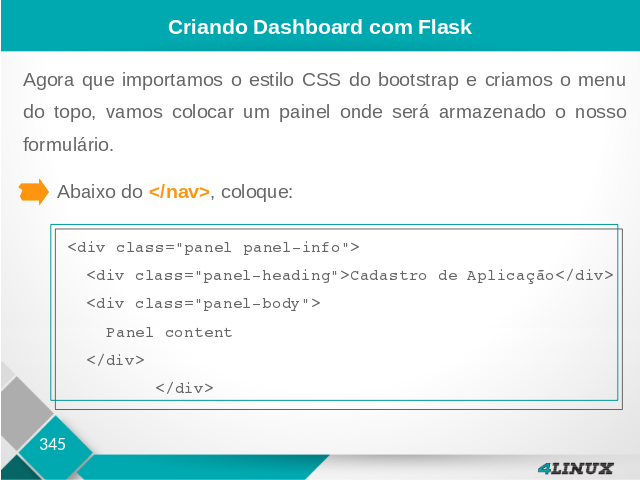 Criando Dashboard com Flask
Agora que importamos o estilo CSS do bootstrap e criamos o menu
do topo, vamos colocar um painel onde será armazenado o nosso
formulário.
Abaixo do </nav>, coloque:
<div class="panel panel-info">
<div class="panel-heading">Cadastro de Aplicação</div>
<div class="panel-body">
Panel content
</div>
</div>
345
4LINUX